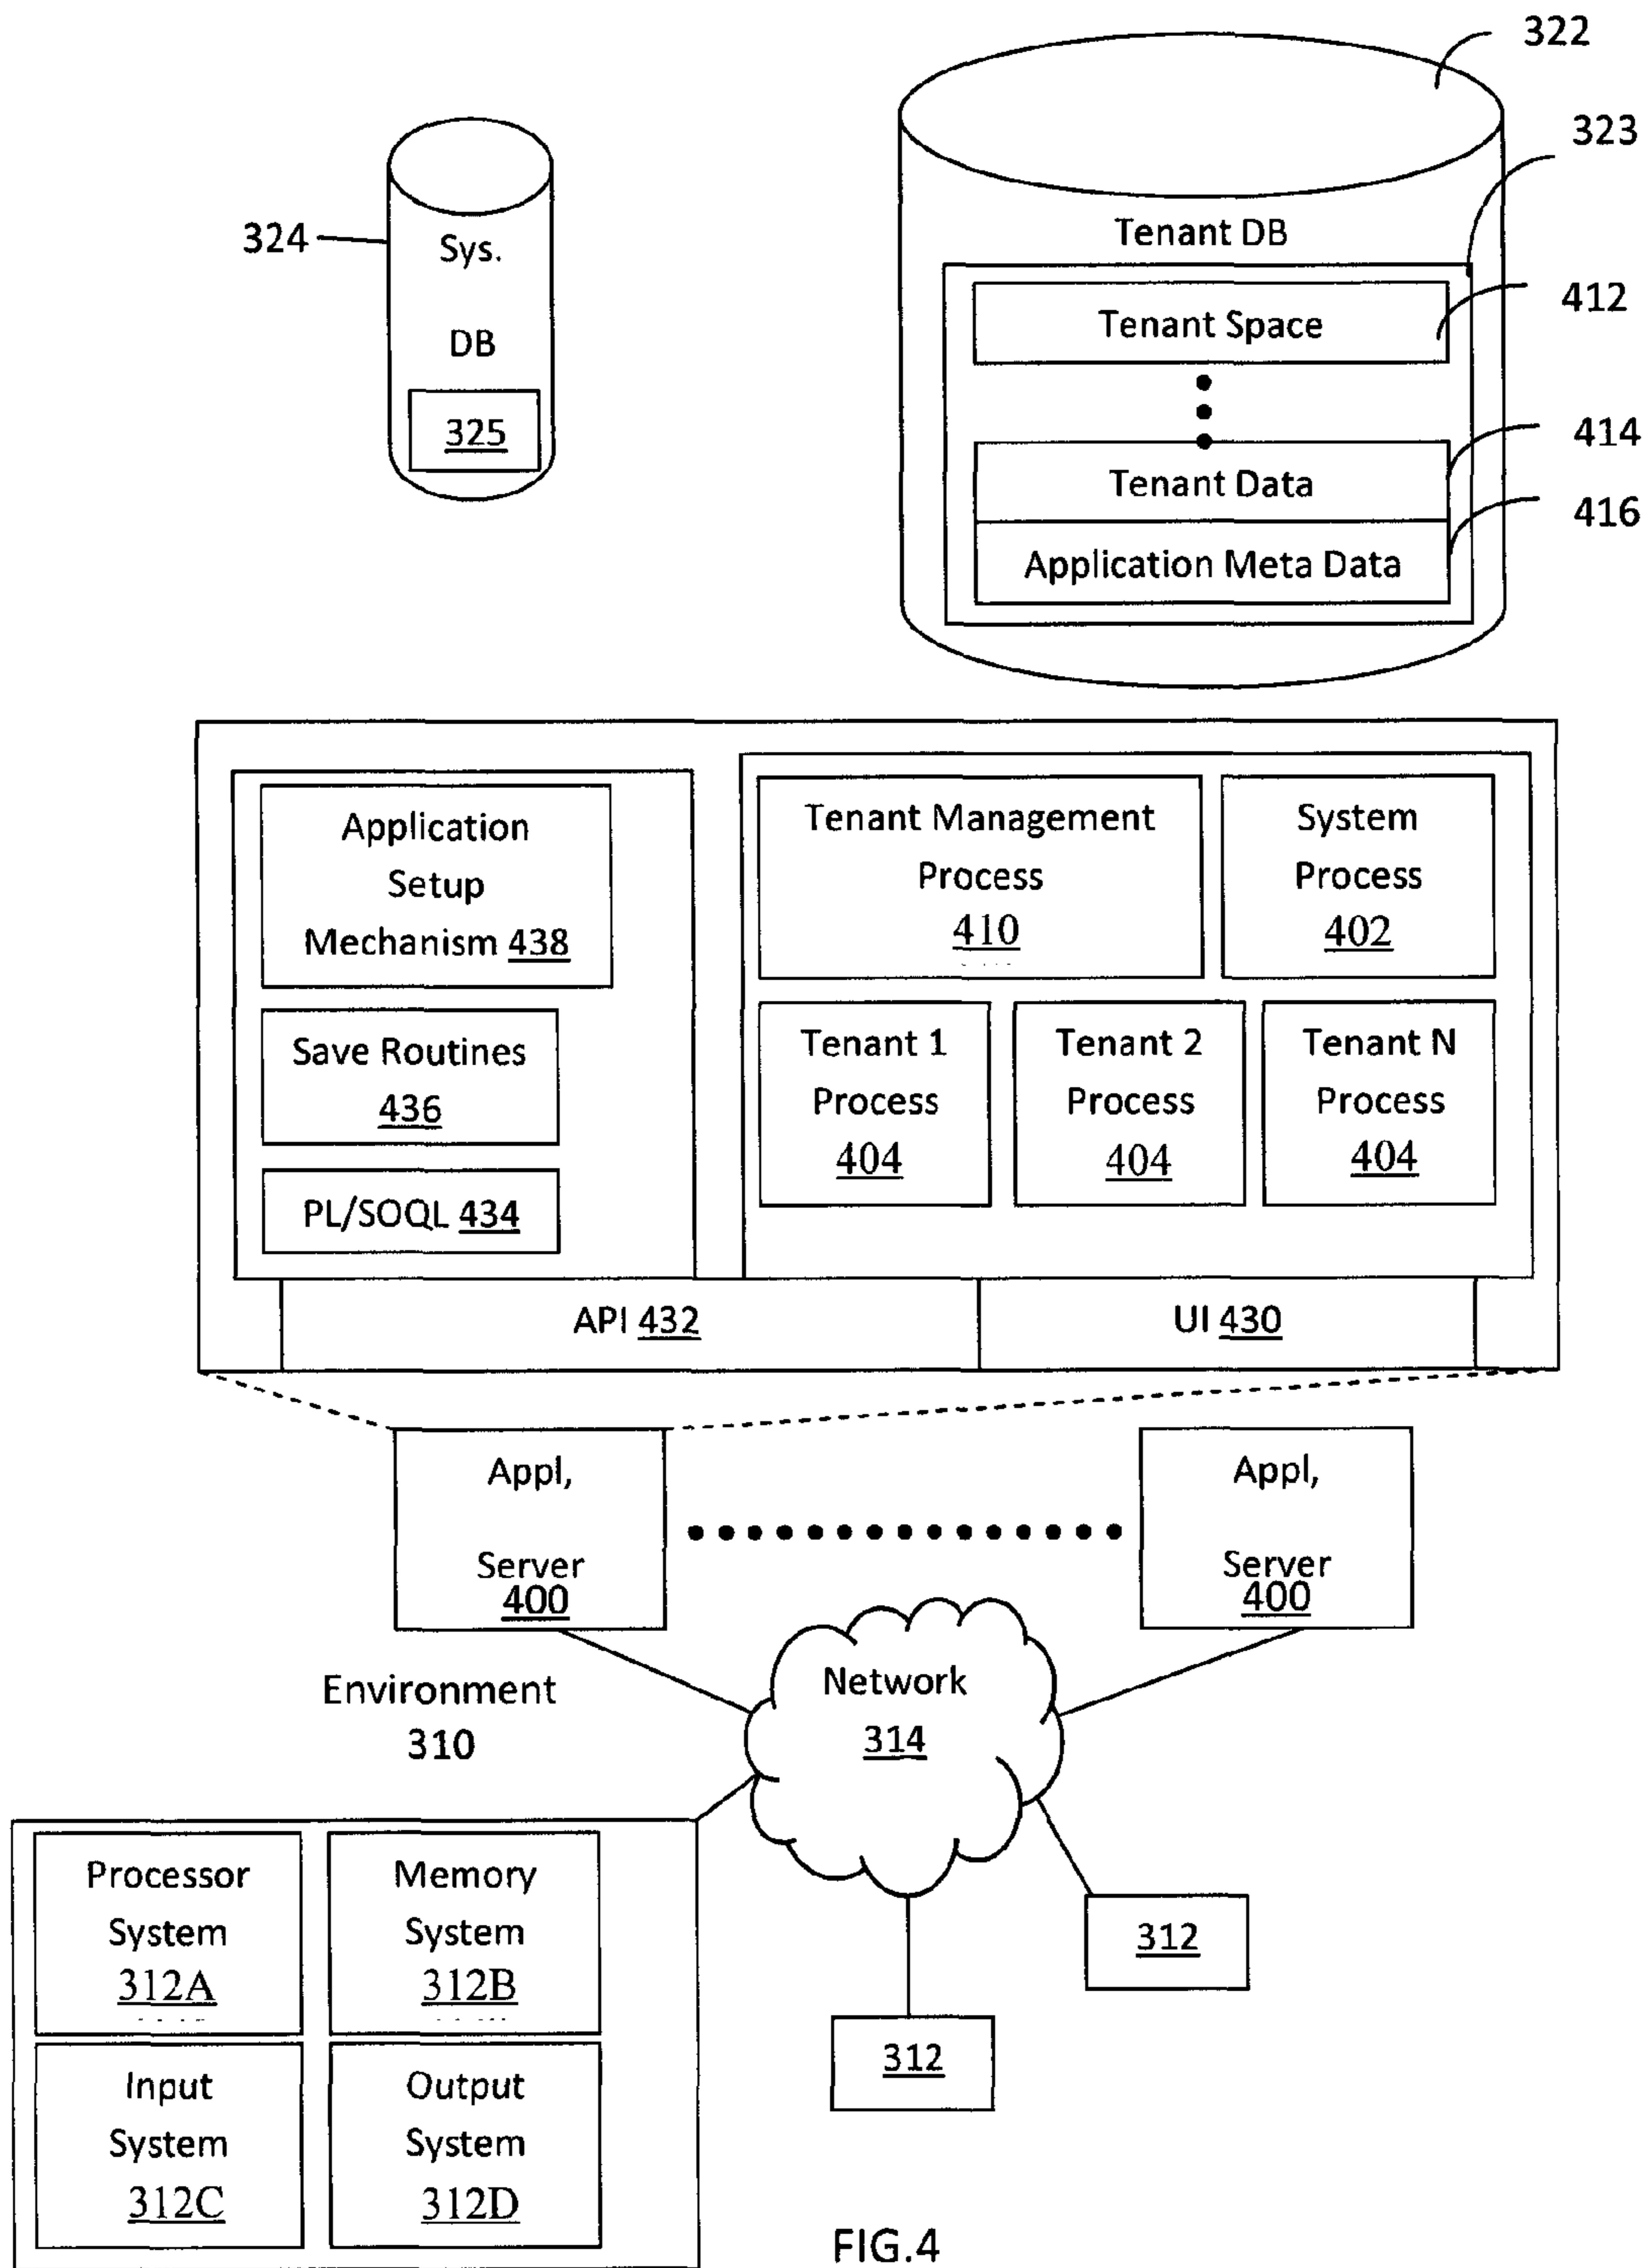 322
323
324
Sys.
DB
325
Tenant DB
Tenant Space
412
414
Tenant Data
416
Application Meta Data
Application
Setup
Mechanism 438
Save Routines
436
PL/SOQL 434
Tenant Management
Process
410
System
Process
402
Tenant 1
Process
404
Tenant 2
Process
404
Tenant N
Process
404
API 432
UI 430
Appl,
Server
400
Appl,
Server
400
Environment
310
Network
314
Processor
System
312A
Memory
System
312B
Input
System
312C
Output
System
312D
312
312
FIG.4